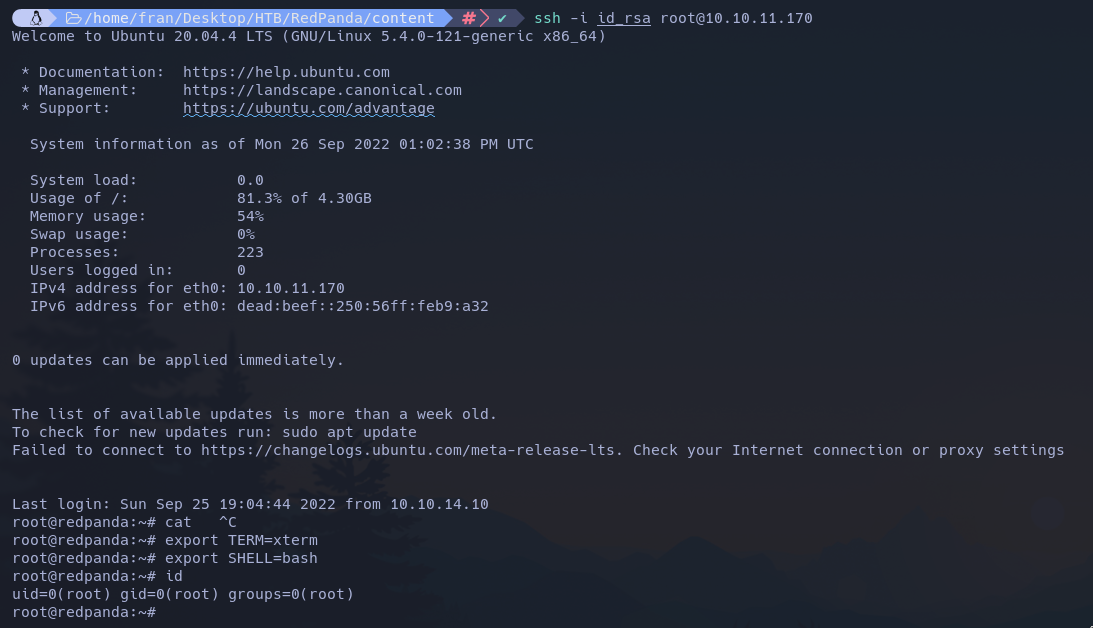 /home/fran/Desktop/HTB/RedPanda/content # ✔ ssh -i id_rsa root@10.10.11.170
Welcome to Ubuntu 20.04.4 LTS (GNU/Linux 5.4.0-121-generic x86_64)
* Documentation:  https://help.ubuntu.com
* Management:     https://landscape.canonical.com
* Support:        https://ubuntu.com/advantage
System information as of Mon 26 Sep 2022 01:02:38 PM UTC
System load:           0.0
Usage of /:            81.3% of 4.30GB
Memory usage:          54%
Swap usage:            0%
Processes:             223
Users logged in:       0
IPv4 address for eth0: 10.10.11.170
IPv6 address for eth0: dead:beef::250:56ff:feb9:a32
0 updates can be applied immediately.
The list of available updates is more than a week old.
To check for new updates run: sudo apt update
Failed to connect to https://changelogs.ubuntu.com/meta-release-lts. Check your Internet connection or proxy settings
Last login: Sun Sep 25 19:04:44 2022 from 10.10.14.10
root@redpanda:~# cat   ^C
root@redpanda:~# export TERM=xterm
root@redpanda:~# export SHELL=bash
root@redpanda:~# id
uid=0(root) gid=0(root) groups=0(root)
root@redpanda:~#